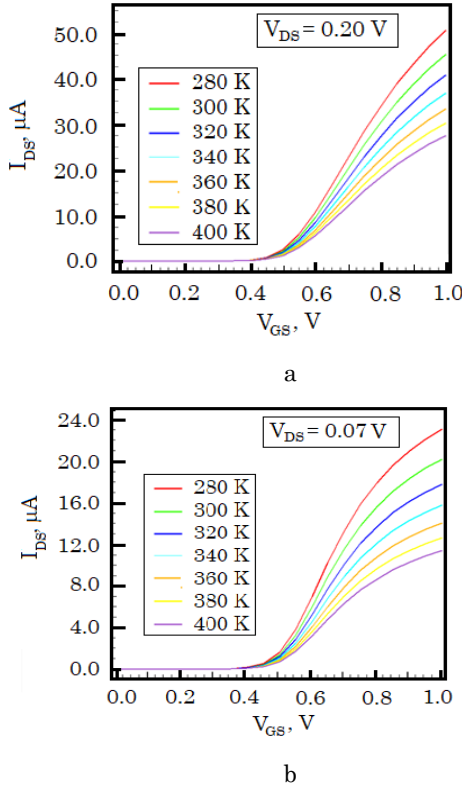 V_DS = 0.20 V
50.0
40.0
30.0
20.0
10.0
0.0
I_DS, μA
280 K
300 K
320 K
340 K
360 K
380 K
400 K
0.0 0.2 0.4 0.6 0.8 1.0
V_GS, V
a
V_DS = 0.07 V
24.0
20.0
16.0
12.0
8.0
4.0
0.0
I_DS, μA
280 K
300 K
320 K
340 K
360 K
380 K
400 K
0.0 0.2 0.4 0.6 0.8 1.0
V_GS, V
b